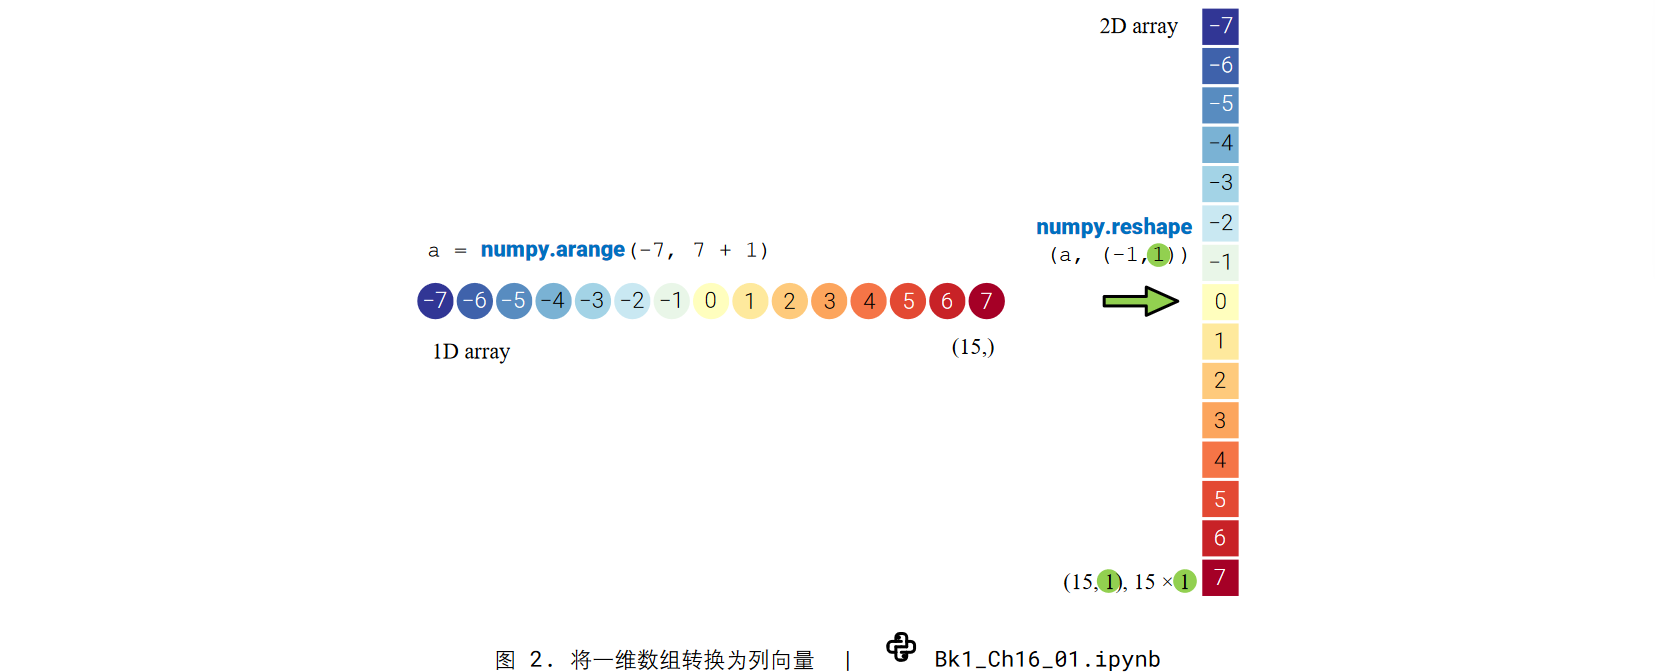 2D array
a = numpy.arange(−7, 7 + 1)
−7 −6 −5 −4 −3 −2 −1 0 1 2 3 4 5 6 7
1D array
(15,)
numpy.reshape
(a, (−1,1))
−7
−6
−5
−4
−3
−2
−1
0
1
2
3
4
5
6
7
(15, 1), 15 × 1
图 2. 将一维数组转换为列向量 | Bk1_Ch16_01.ipynb